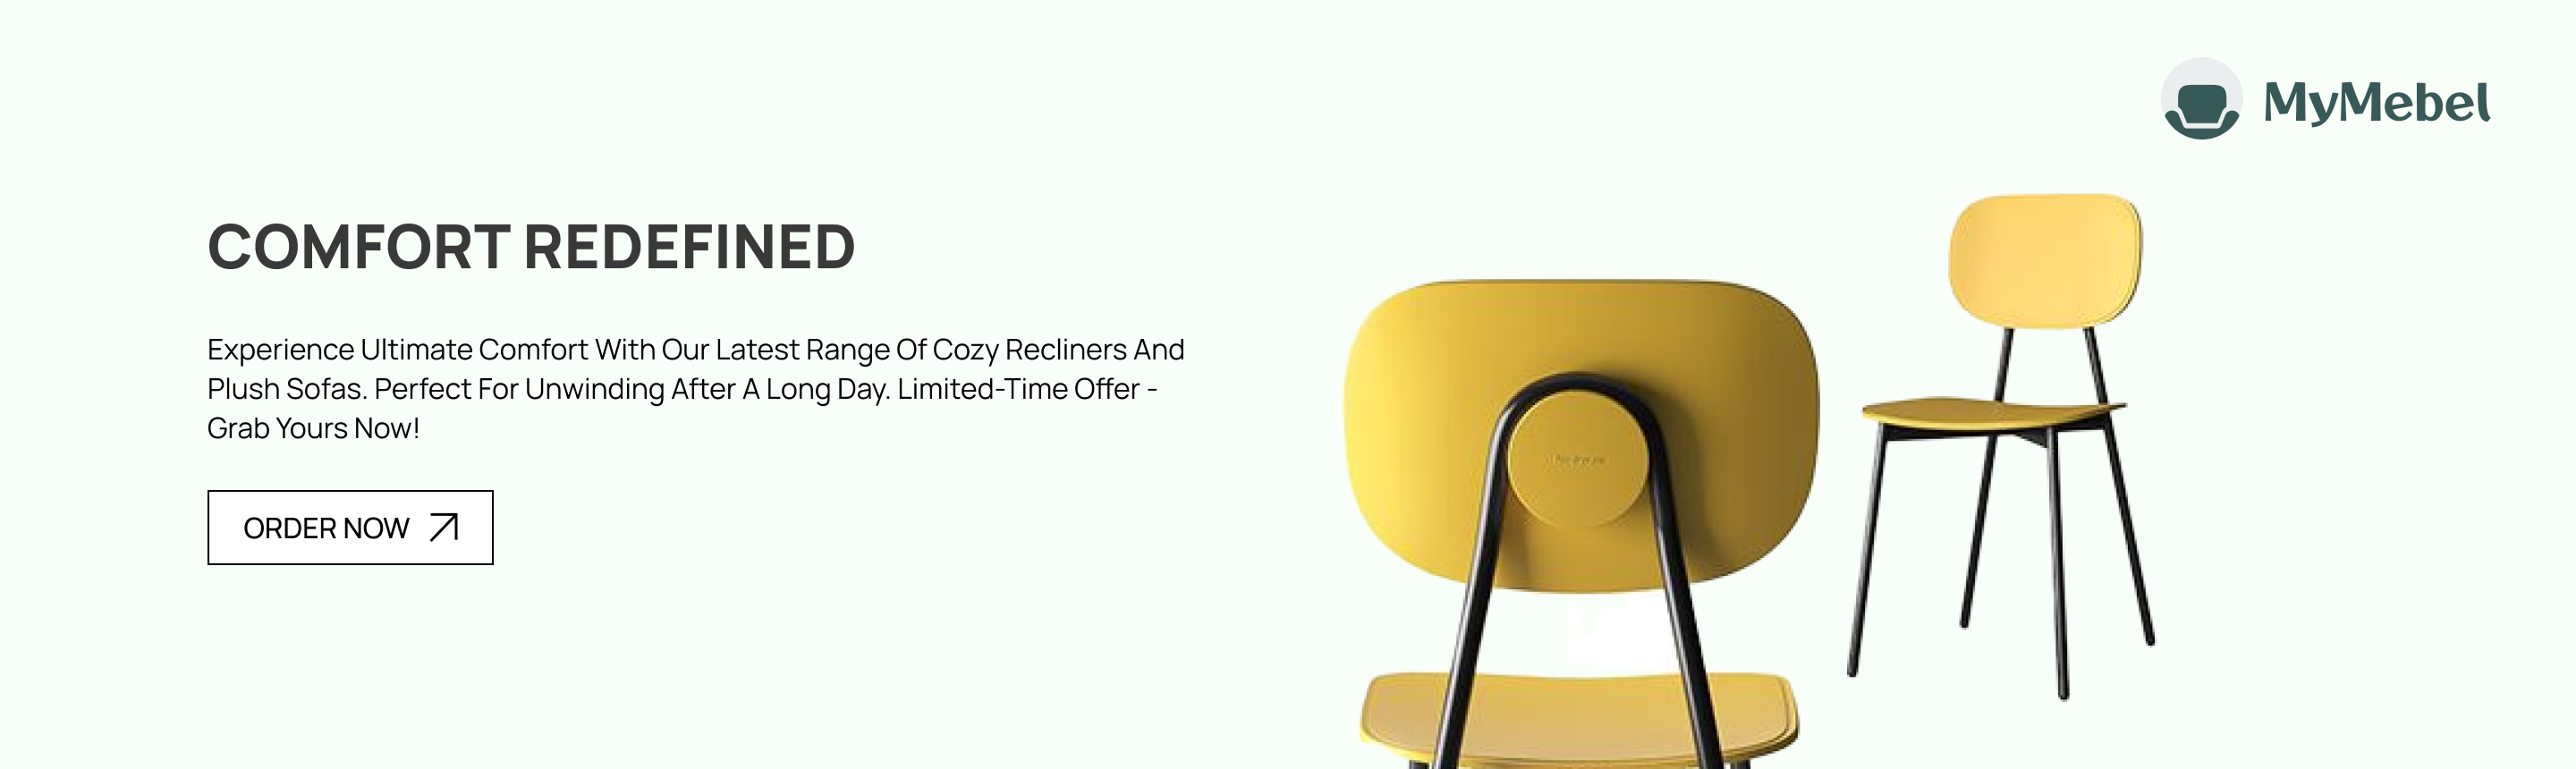 MyMebel
COMFORT REDEFINED
Experience Ultimate Comfort With Our Latest Range Of Cozy Recliners And
Plush Sofas. Perfect For Unwinding After A Long Day. Limited-Time Offer -
Grab Yours Now!
ORDER NOW